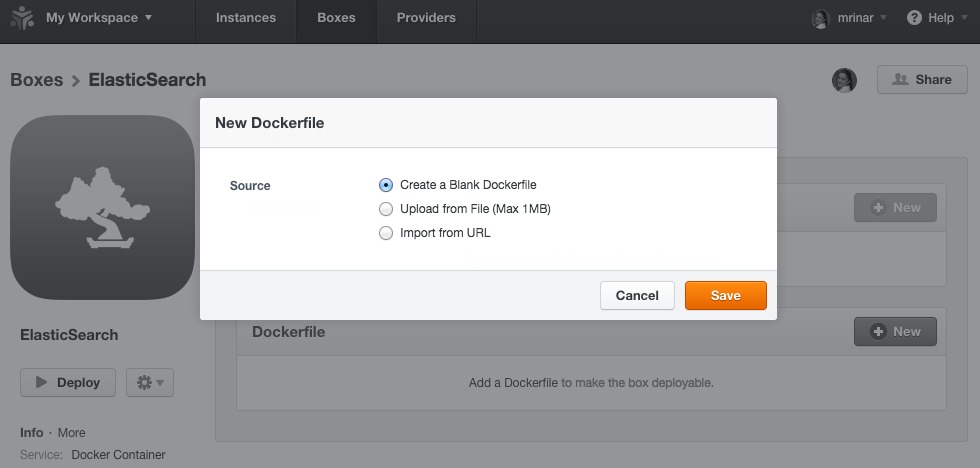 My Workspace Instances Boxes Providers mrinar Help
Boxes > ElasticSearch Share
New Dockerfile
Source
Create a Blank Dockerfile
Upload from File (Max 1MB)
Import from URL
New
Cancel Save
ElasticSearch
Dockerfile New
Deploy
Add a Dockerfile to make the box deployable.
Info · More
Service: Docker Container